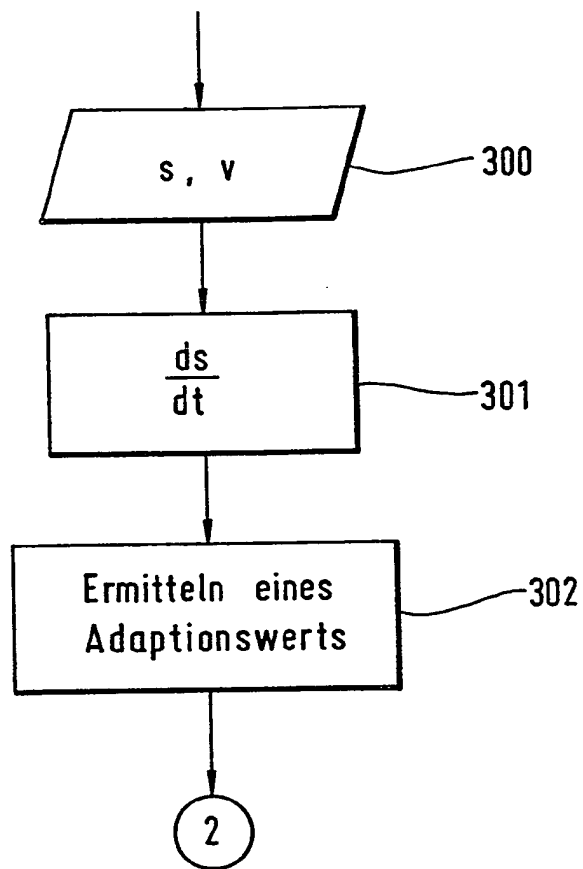 s, v
300
ds
dt
301
Ermitteln eines
Adaptionswerts
302
2